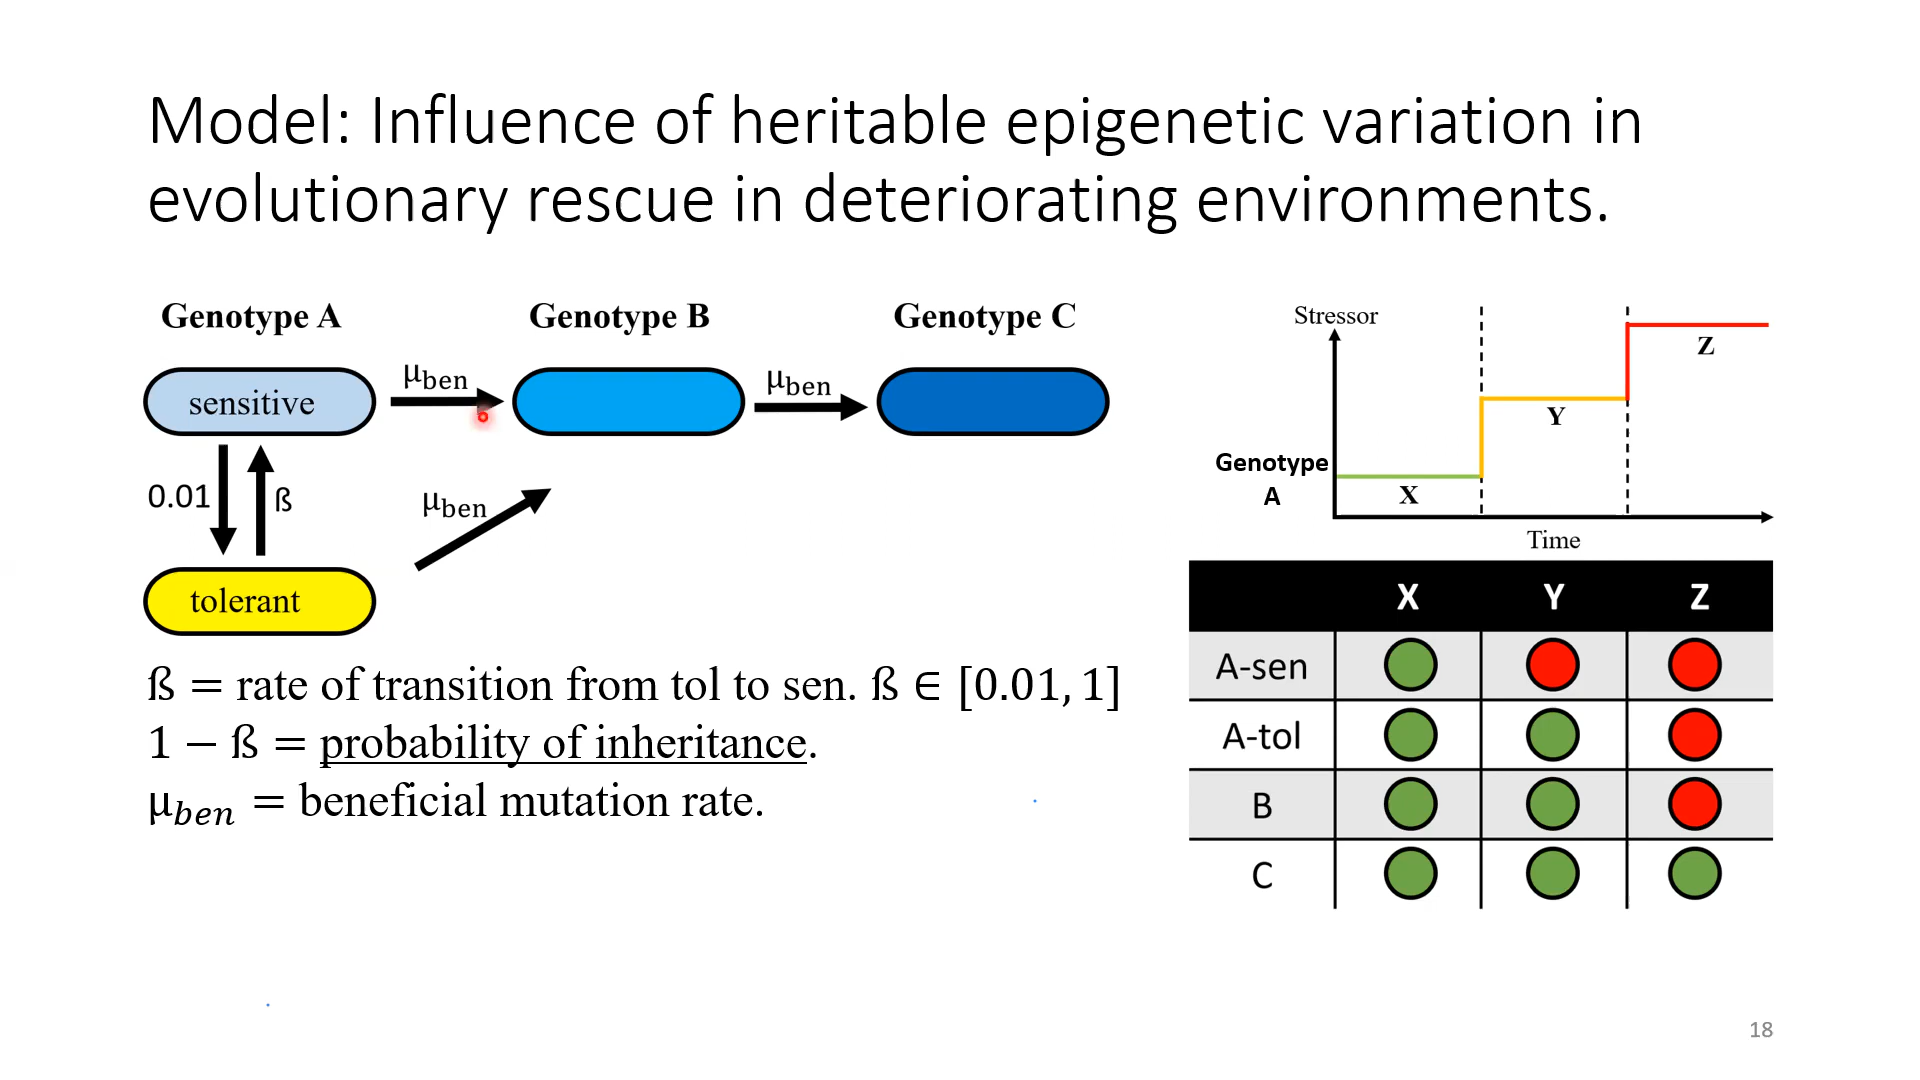 Model: Influence of heritable epigenetic variation in
evolutionary rescue in deteriorating environments.
Genotype A
Genotype B
Genotype C
sensitive
μben
μben
0.01
ß
μben
tolerant
ß = rate of transition from tol to sen. ß ∈ [0.01, 1]
1 − ß = probability of inheritance.
μben = beneficial mutation rate.
Stressor
Z
Y
Genotype
A
X
Time
X Y Z
A-sen
A-tol
B
C
18